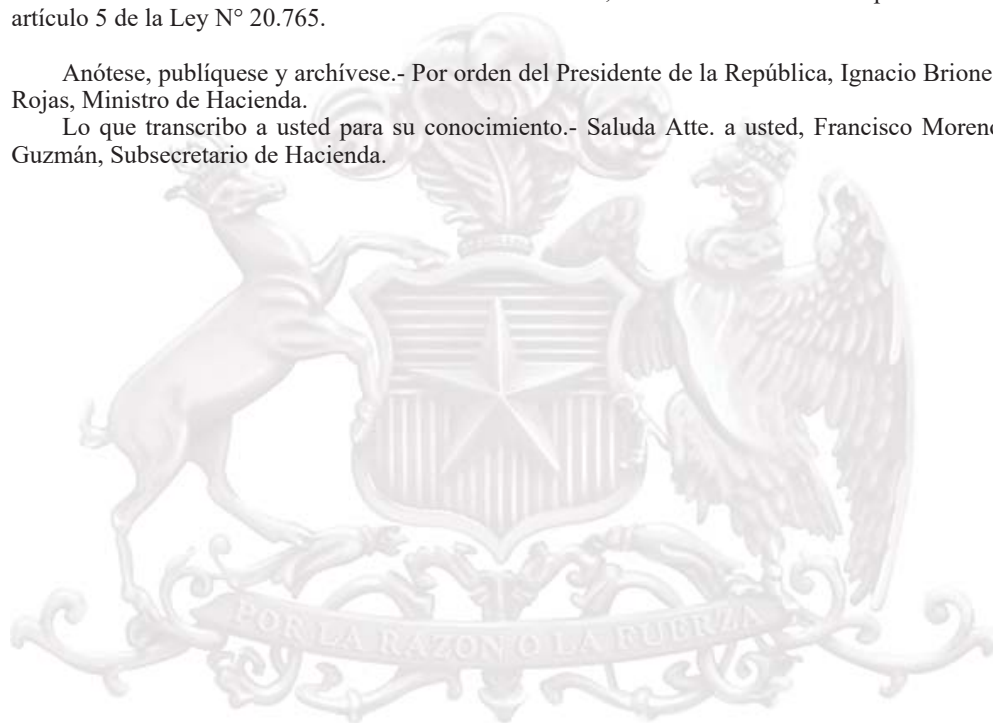 artículo 5 de la Ley N° 20.765.
Anótese, publíquese y archívese.- Por orden del Presidente de la República, Ignacio Brione
Rojas, Ministro de Hacienda.
Lo que transcribo a usted para su conocimiento.- Saluda Atte. a usted, Francisco Moreno
Guzmán, Subsecretario de Hacienda.
POR LA RAZON O LA FUERZA